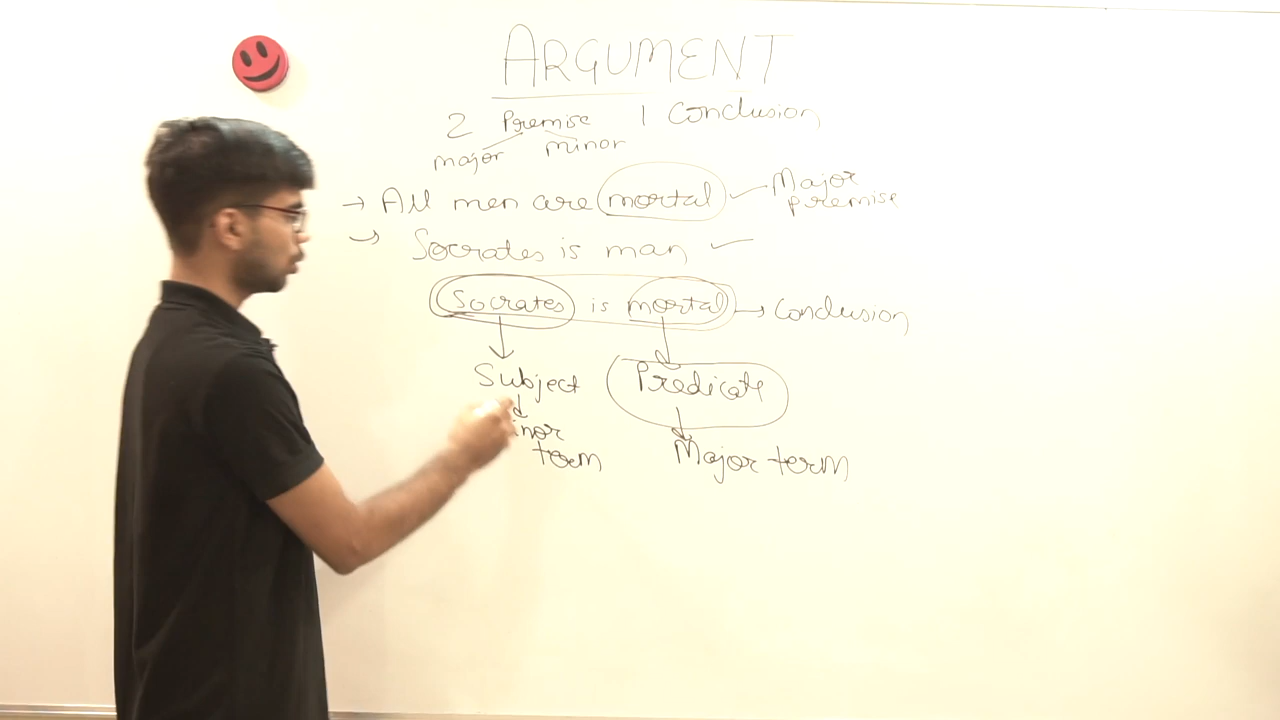 ARGUMENT
2 Premise 1 Conclusion
major minor
→ All men are mortal ✓ Major premise
→ Socrates is man ✓
Socrates is mortal → Conclusion
Subject Predicate
term Major term